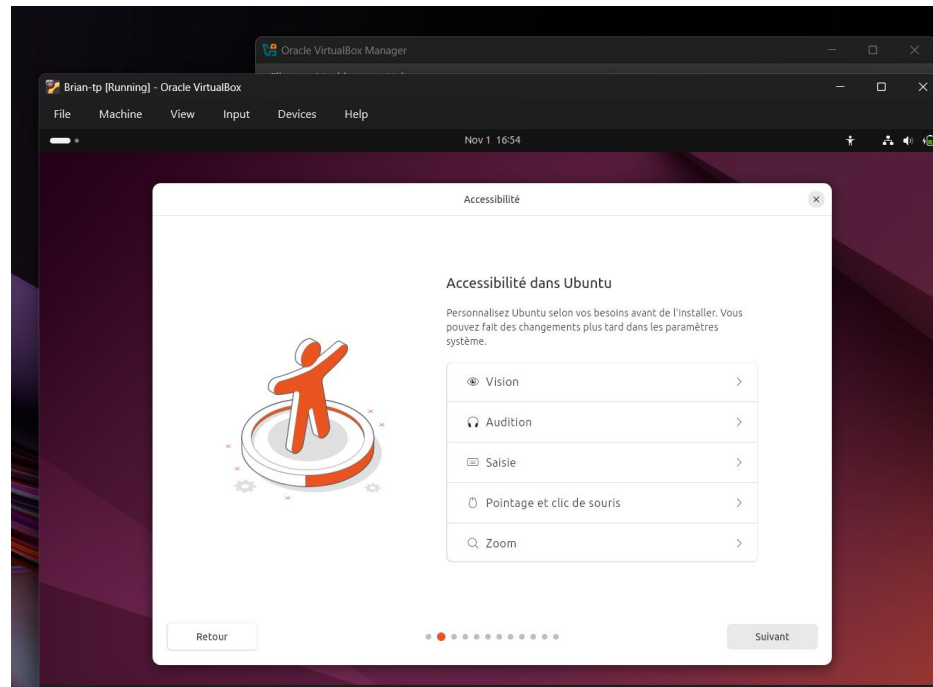 Oracle VirtualBox Manager
Brian-tp [Running] - Oracle VirtualBox
File Machine View Input Devices Help
Nov 1 16:54
Accessibilité
Accessibilité dans Ubuntu
Personnalisez Ubuntu selon vos besoins avant de l'installer. Vous
pouvez fait des changements plus tard dans les paramètres
système.
Vision
Audition
Saisie
Pointage et clic de souris
Zoom
Retour
Suivant